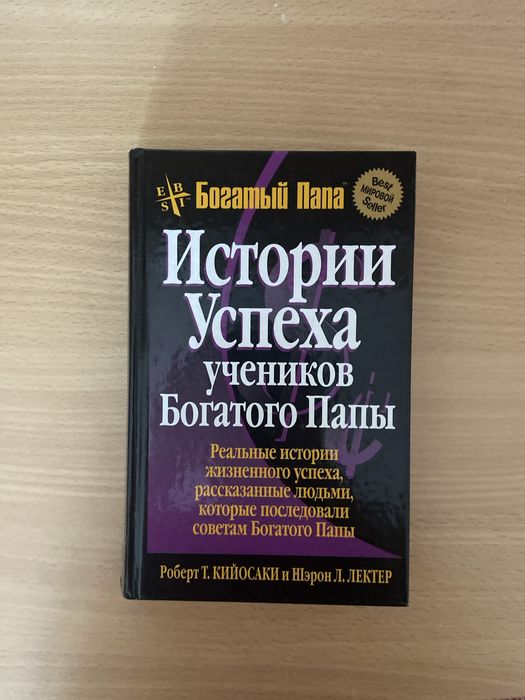 E B
S I
Богатый Папа™
Best
МИРОВОЙ
Seller
Истории
Успеха
учеников
Богатого Папы
Реальные истории
жизненного успеха,
рассказанные людьми,
которые последовали
советам Богатого Папы
Роберт Т. КИЙОСАКИ и Шэрон Л. ЛЕКТЕР